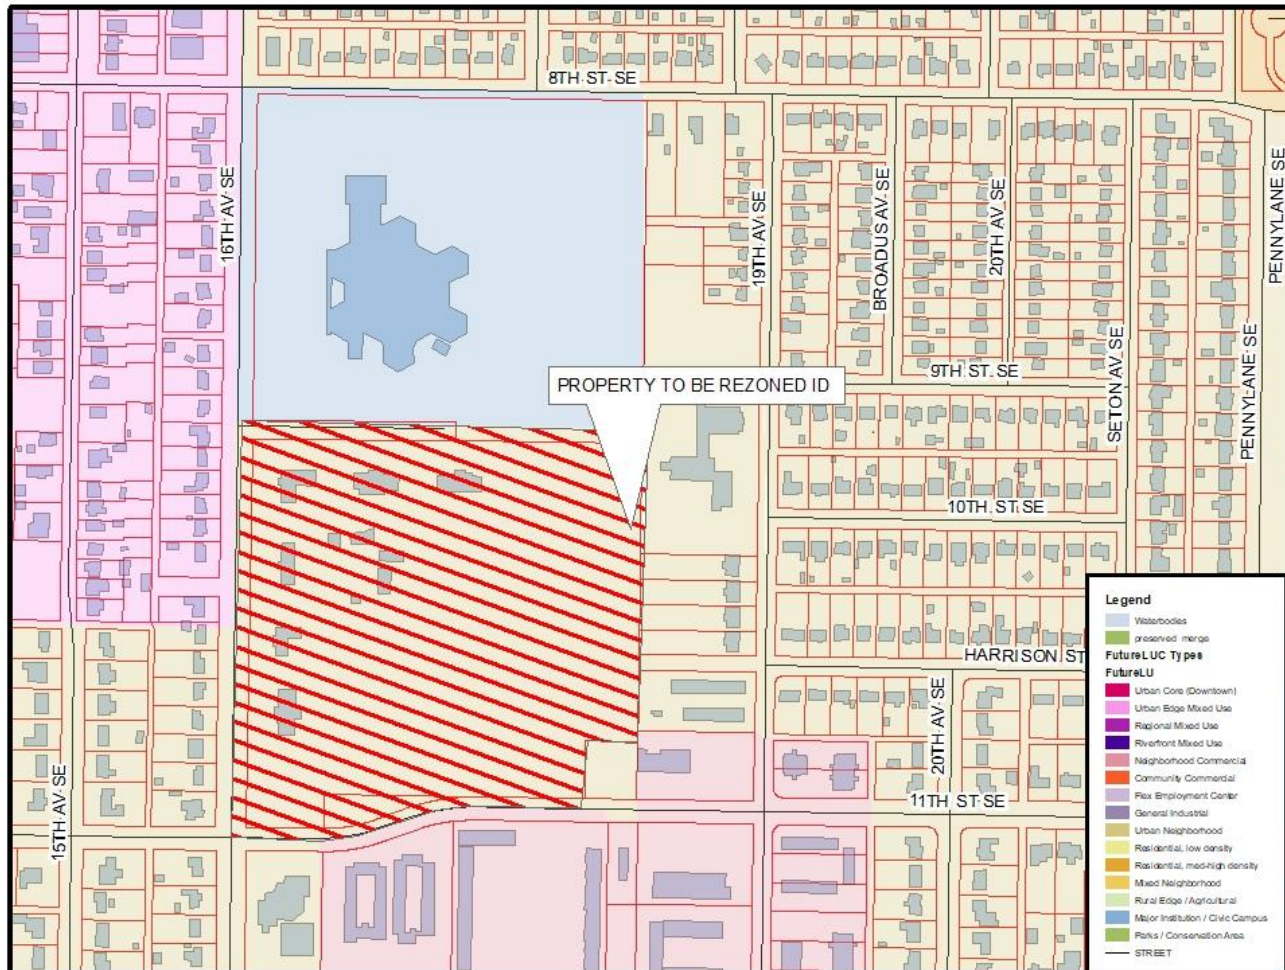 8TH ST SE
16TH AV SE
19TH AV SE
BROADUS AV SE
20TH AV SE
PENNYLANE SE
SETON AV SE
PENNYLANE SE
9TH ST SE
PROPERTY TO BE REZONED ID
10TH ST SE
HARRISON ST
20TH AV SE
15TH AV SE
11TH ST SE
Legend
Waterbodies
preserved merge
FutureLUC Types
FutureLU
Urban Core (Downtown)
Urban Edge Mixed Use
Regional Mixed Use
Riverfront Mixed Use
Neighborhood Commercial
Community Commercial
Flex Employment Center
General Industrial
Urban Neighborhood
Residential, low density
Residential, med-high density
Mixed Neighborhood
Rural Edge / Agricultural
Major Institution / Civic Campus
Parks / Conservation Area
STREET